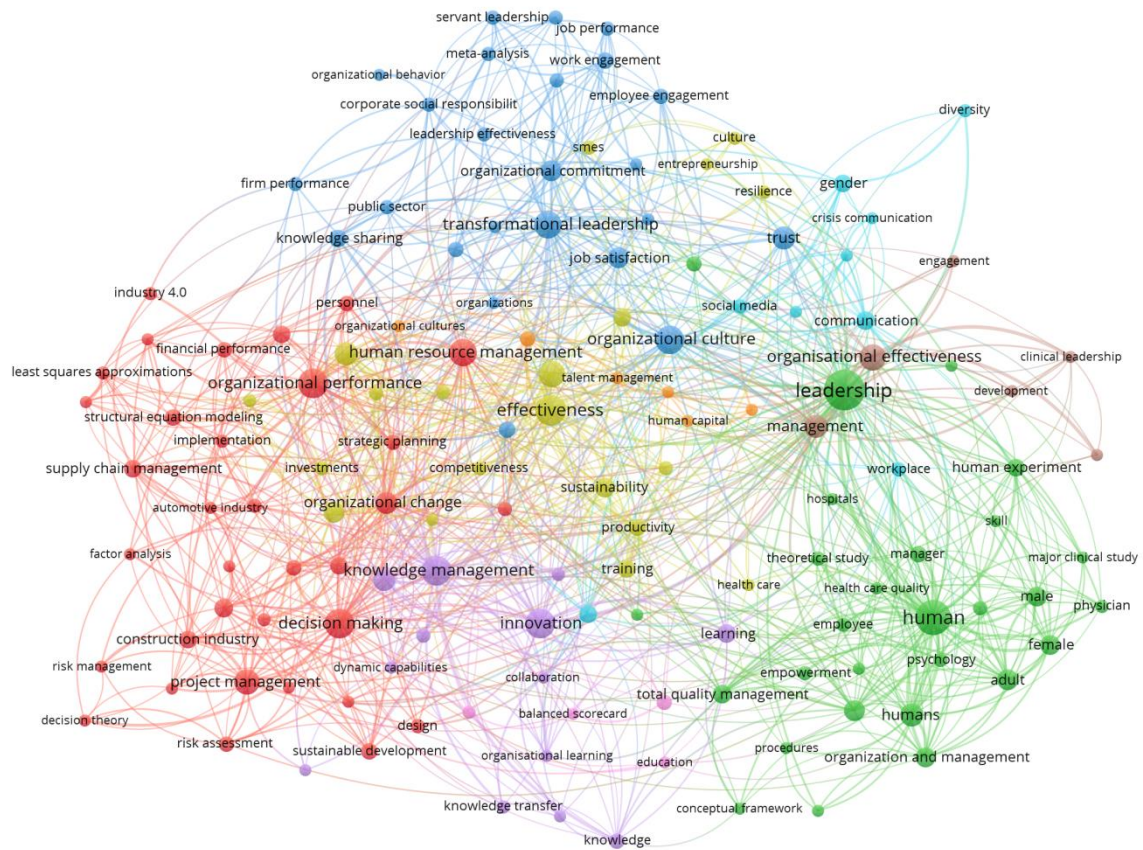 servant leadership
job performance
meta-analysis
work engagement
organizational behavior
employee engagement
corporate social responsibilit
diversity
leadership effectiveness
culture
smes
entrepreneurship
organizational commitment
firm performance
gender
resilience
public sector
crisis communication
transformational leadership
knowledge sharing
trust
job satisfaction
engagement
industry 4.0
personnel
organizations
social media
communication
organizational cultures
organizational culture
financial performance
human resource management
organisational effectiveness
clinical leadership
least squares approximations
organizational performance
talent management
leadership
development
effectiveness
structural equation modeling
human capital
management
implementation
strategic planning
supply chain management
investments
competitiveness
workplace
human experiment
sustainability
organizational change
hospitals
automotive industry
skill
productivity
factor analysis
theoretical study
manager
major clinical study
knowledge management
training
health care
health care quality
male
physician
decision making
innovation
human
employee
construction industry
learning
female
risk management
dynamic capabilities
psychology
project management
collaboration
empowerment
adult
total quality management
decision theory
design
balanced scorecard
humans
risk assessment
sustainable development
organisational learning
procedures
education
organization and management
knowledge transfer
conceptual framework
knowledge